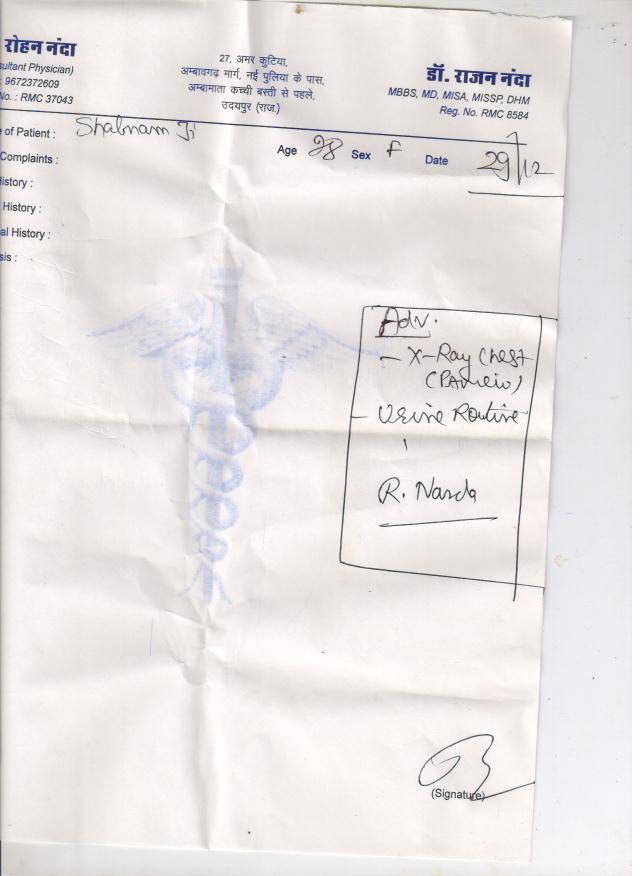 रोहन नंदा
sultant Physician)
: 9672372609
No. : RMC 37043
27, अमर कुटिया,
अम्बावगढ़ मार्ग, नई पुलिया के पास,
अम्बामाता कच्ची बस्ती से पहले,
उदयपुर (राज.)
डॉ. राजन नंदा
MBBS, MD, MISA, MISSP, DHM
Reg. No. RMC 8584
e of Patient : Shabnam Ji
Age 28 Sex F Date 29/12
Complaints :
istory :
History :
al History :
sis :
Adv.
- X-Ray Chest
(PA view)
- Urine Routine
R. Nanda
(Signature)